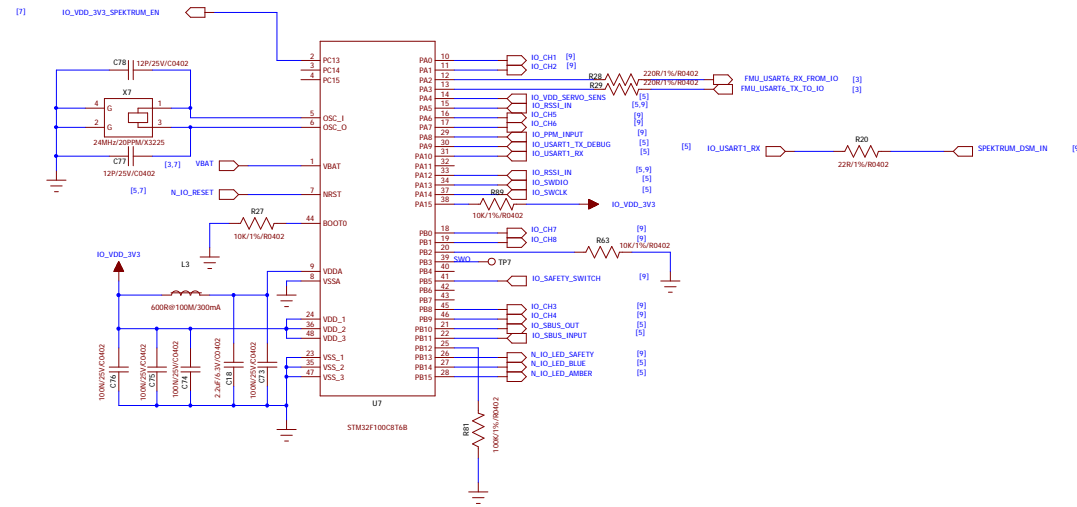 [7] IO_VDD_3V3_SPEKTRUM_EN
C78 12P/25V/C0402
X7
4 G 1
2 G 3
24MHz/20PPM/X3225
C77
12P/25V/C0402
[3,7] VBAT
[5,7] N_IO_RESET
R27
10K/1%/R0402
IO_VDD_3V3
L3
600R@100M/300mA
100N/25V/C0402
C76
100N/25V/C0402
C75
100N/25V/C0402
C74
2.2uF/6.3V/C0402
C18
100N/25V/C0402
C73
2 PC13
3 PC14
4 PC15
5 OSC_I
6 OSC_O
1 VBAT
7 NRST
44 BOOT0
9 VDDA
8 VSSA
24 VDD_1
36 VDD_2
48 VDD_3
23 VSS_1
35 VSS_2
47 VSS_3
U7
STM32F100C8T6B
PA0 10 IO_CH1 [9]
PA1 11 IO_CH2 [9]
PA2 12 R28 220R/1%/R0402 FMU_USART6_RX_FROM_IO [3]
PA3 13 R29 220R/1%/R0402 FMU_USART6_TX_TO_IO [3]
PA4 14 IO_VDD_SERVO_SENS [5]
PA5 15 IO_RSSI_IN [5,9]
PA6 16 IO_CH5 [9]
PA7 17 IO_CH6 [9]
PA8 29 IO_PPM_INPUT [9]
PA9 30 IO_USART1_TX_DEBUG [5]
PA10 31 IO_USART1_RX [5]
PA11 32
PA12 33 IO_RSSI_IN [5,9]
PA13 34 IO_SWDIO [5]
PA14 37 IO_SWCLK [5]
PA15 38 R89 IO_VDD_3V3
10K/1%/R0402
PB0 18 IO_CH7 [9]
PB1 19 IO_CH8 [9]
PB2 20 R63 10K/1%/R0402
PB3 39 SWO TP7
PB4 40
PB5 41 IO_SAFETY_SWITCH [9]
PB6 42
PB7 43
PB8 45 IO_CH3 [9]
PB9 46 IO_CH4 [9]
PB10 21 IO_SBUS_OUT [5]
PB11 22 IO_SBUS_INPUT [5]
PB12 25
PB13 26 N_IO_LED_SAFETY [9]
PB14 27 N_IO_LED_BLUE [5]
PB15 28 N_IO_LED_AMBER [5]
R81
100K/1%/R0402
[5] IO_USART1_RX R20 SPEKTRUM_DSM_IN
22R/1%/R0402